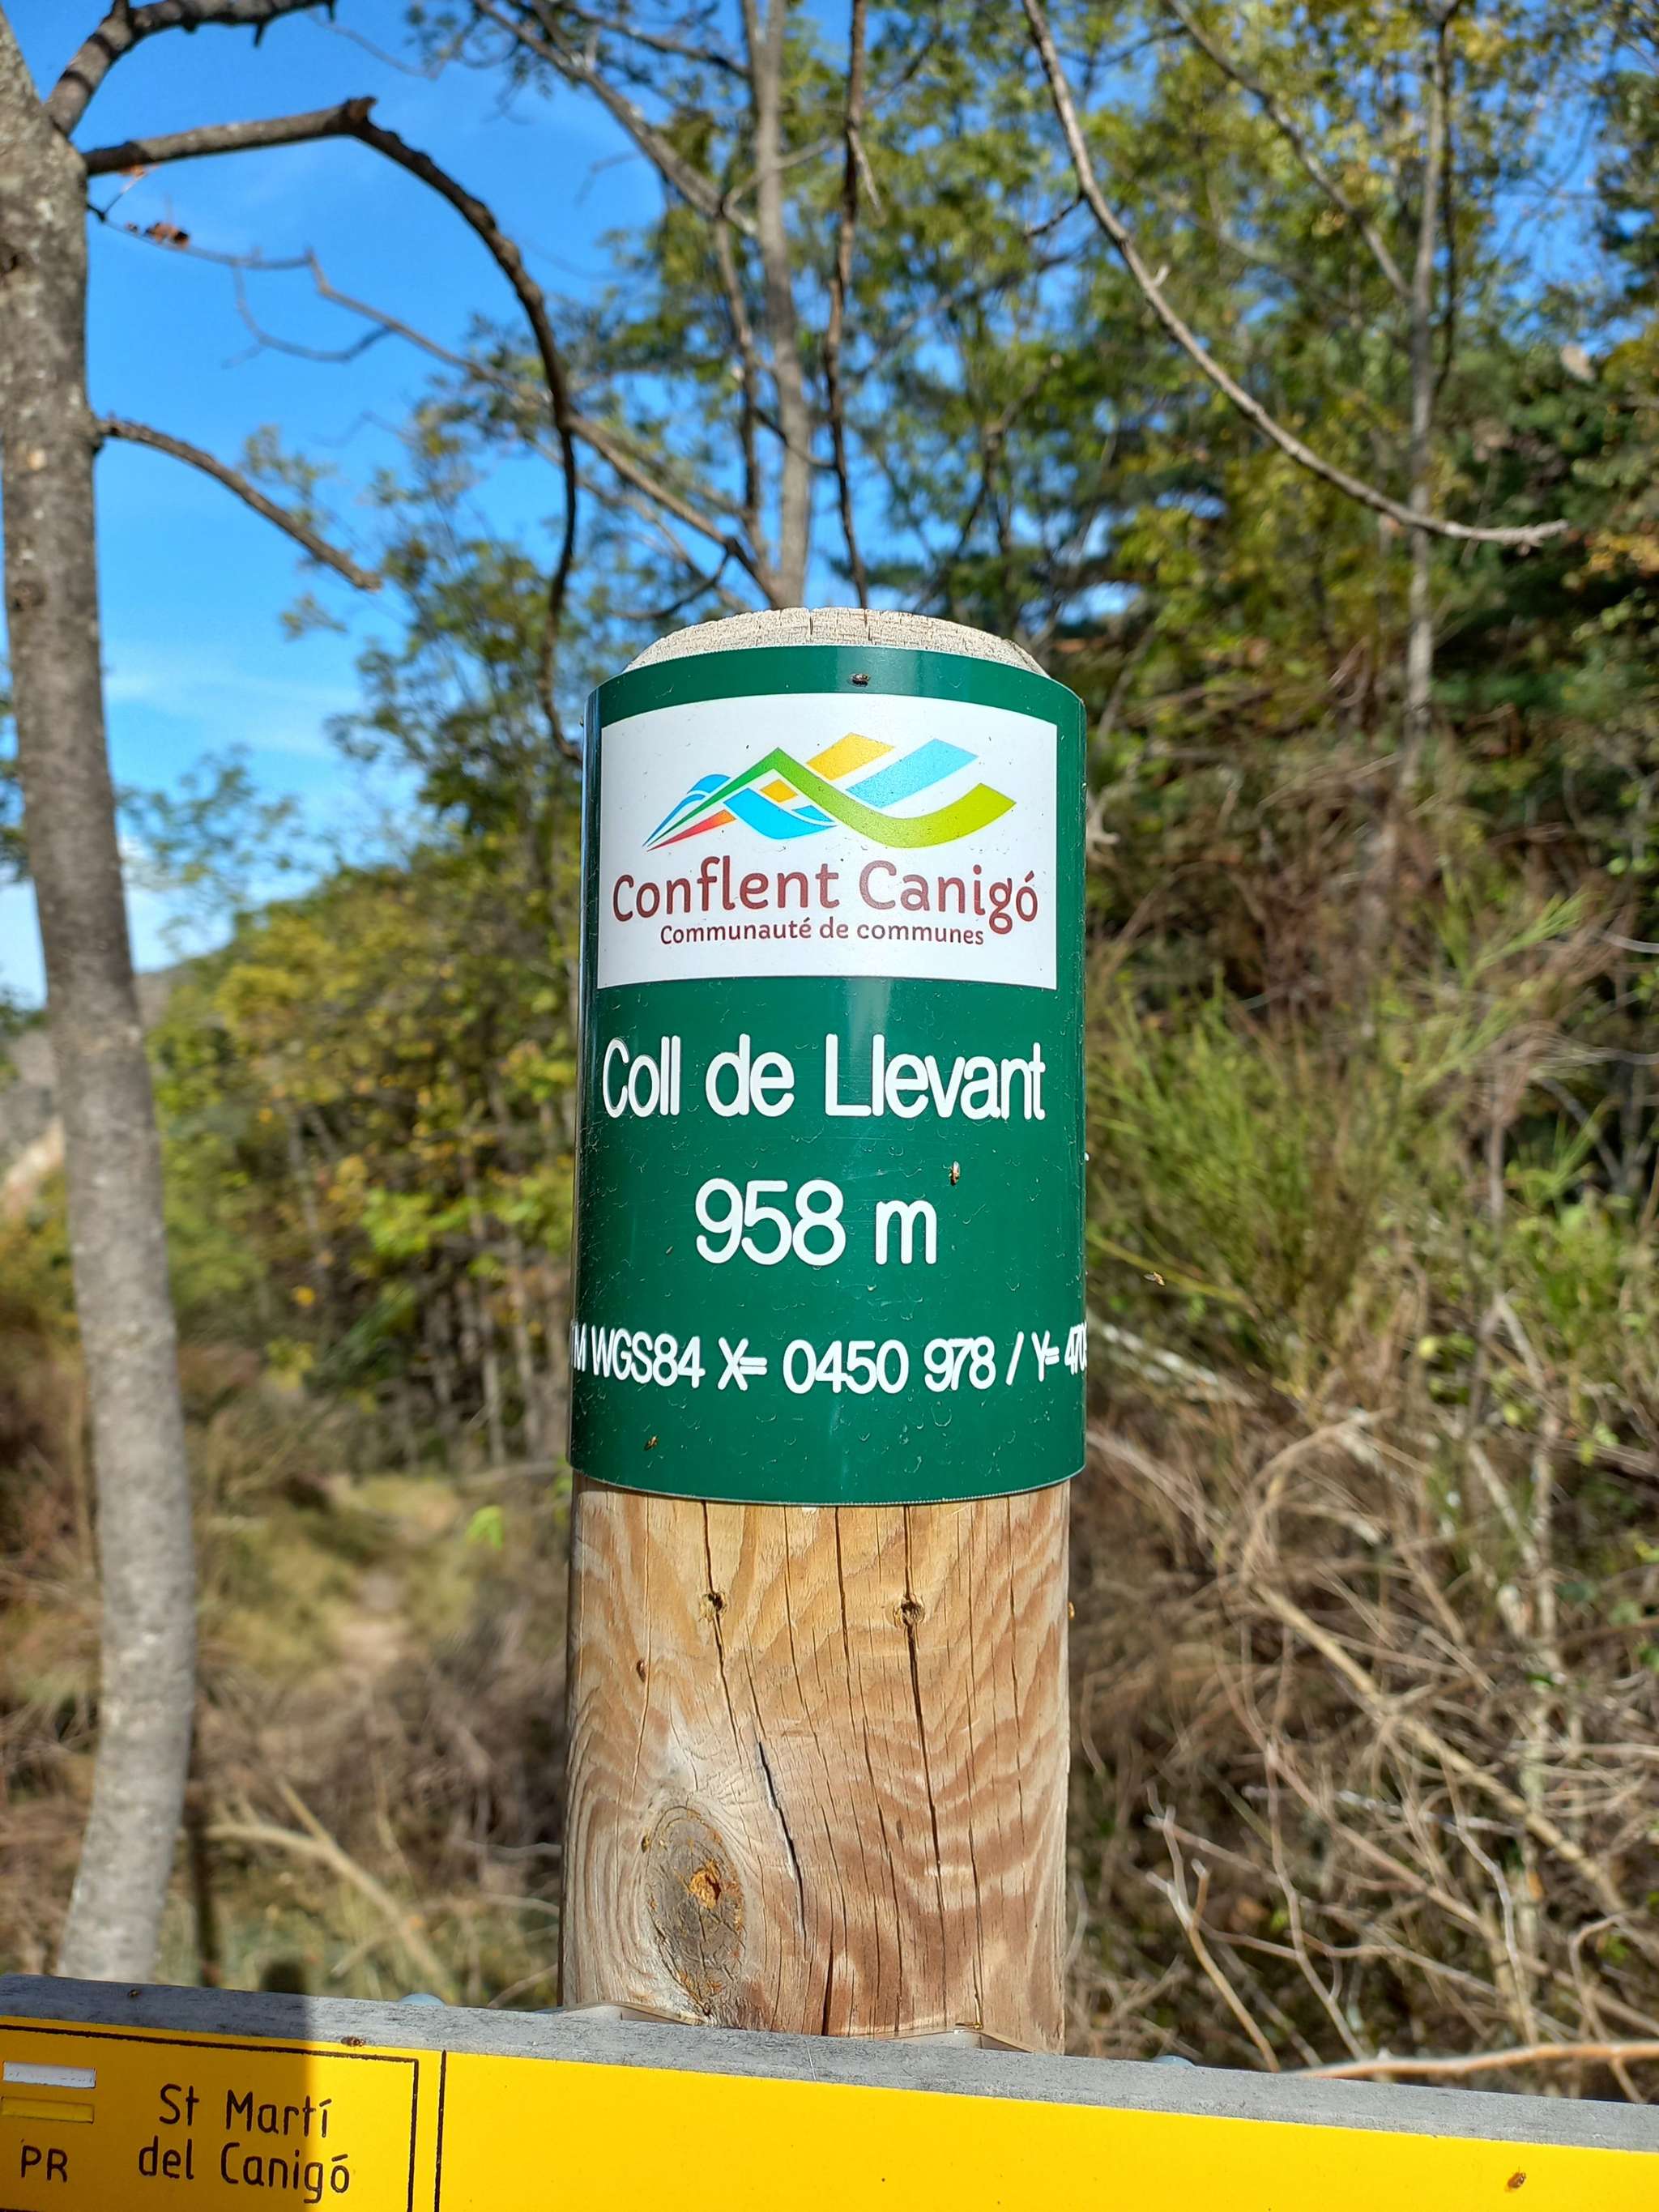 Conflent Canigó
Communauté de communes
Coll de Llevant
958 m
WGS84 X= 0450 978 / Y=
St Martí
del Canigó
PR